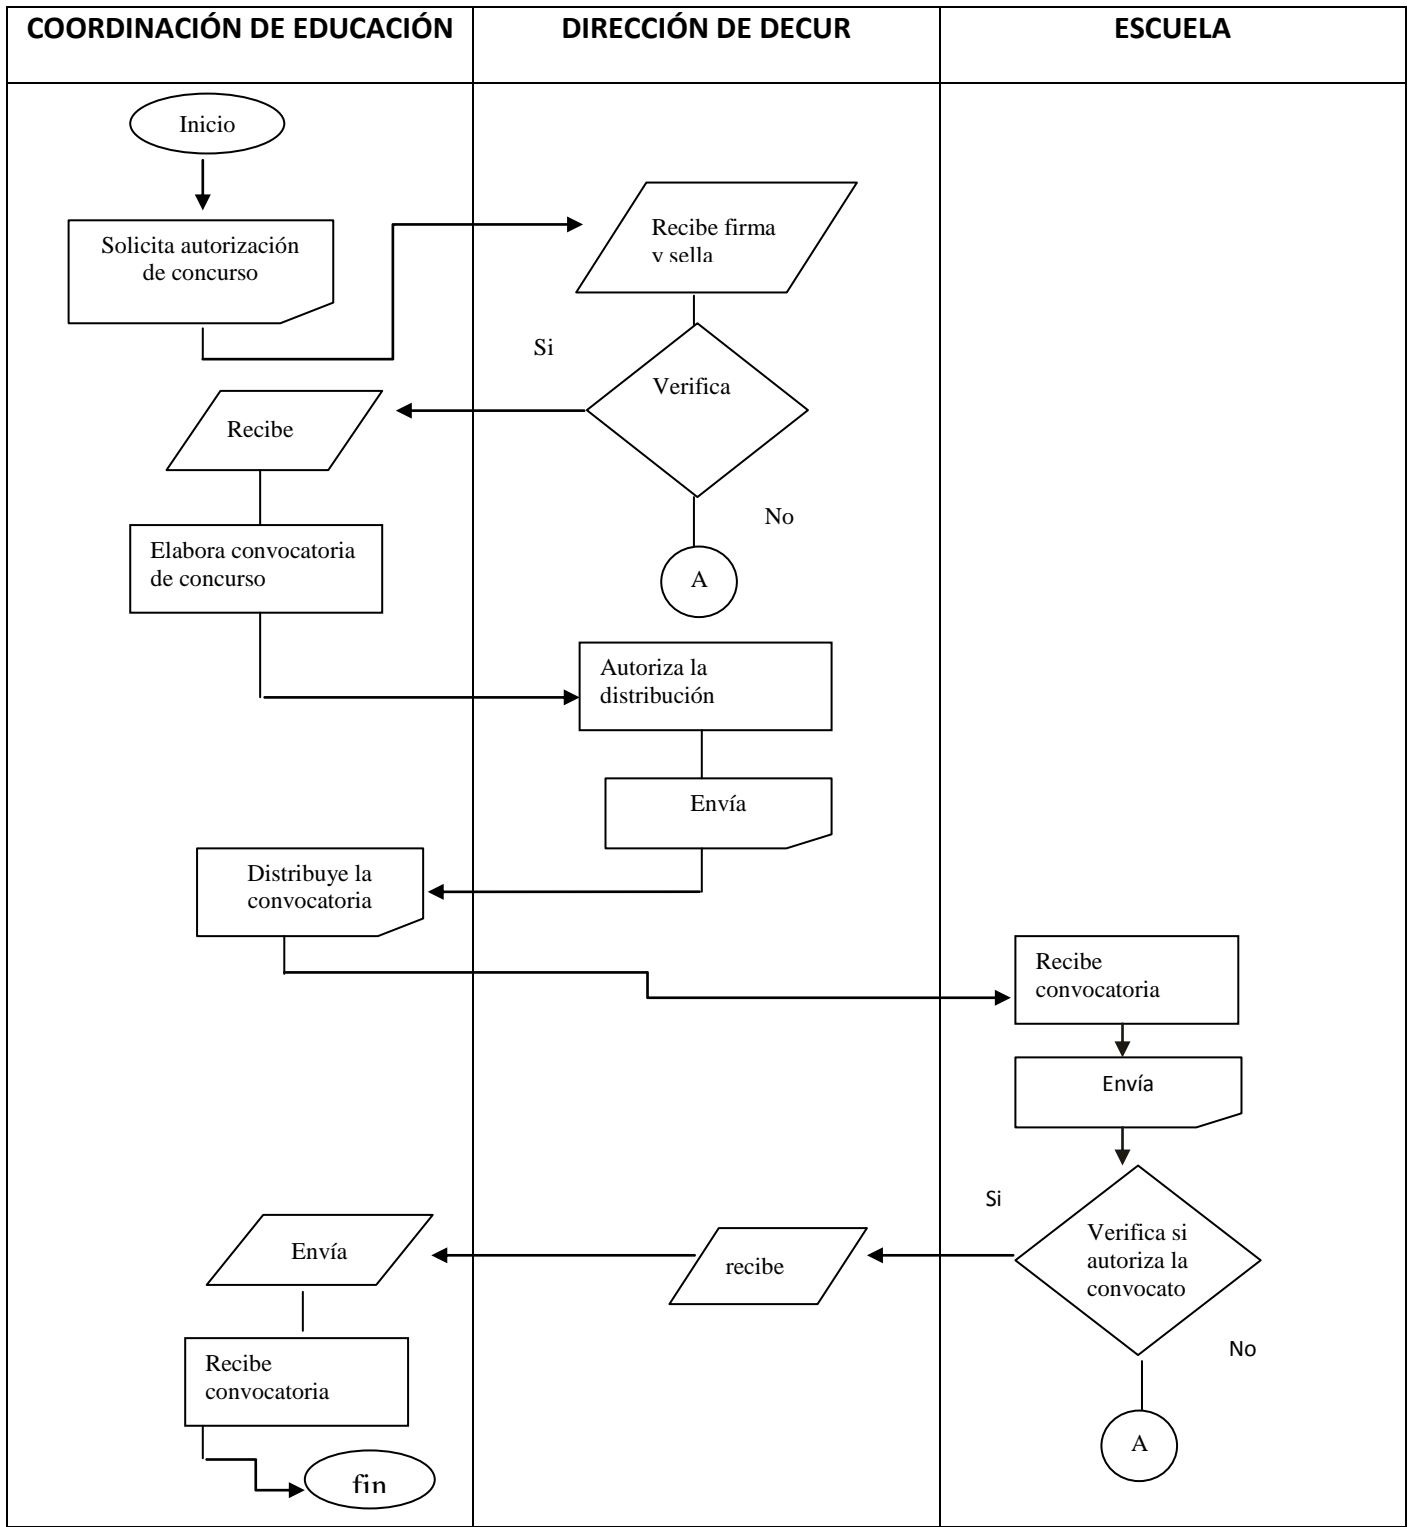 COORDINACIÓN DE EDUCACIÓN
DIRECCIÓN DE DECUR
ESCUELA
Inicio
Solicita autorización
de concurso
Recibe firma
y sella
Si
Verifica
Recibe
No
Elabora convocatoria
de concurso
A
Autoriza la
distribución
Envía
Distribuye la
convocatoria
Recibe
convocatoria
Envía
Si
Verifica si
autoriza la
convocato
Envía
recibe
No
Recibe
convocatoria
A
fin